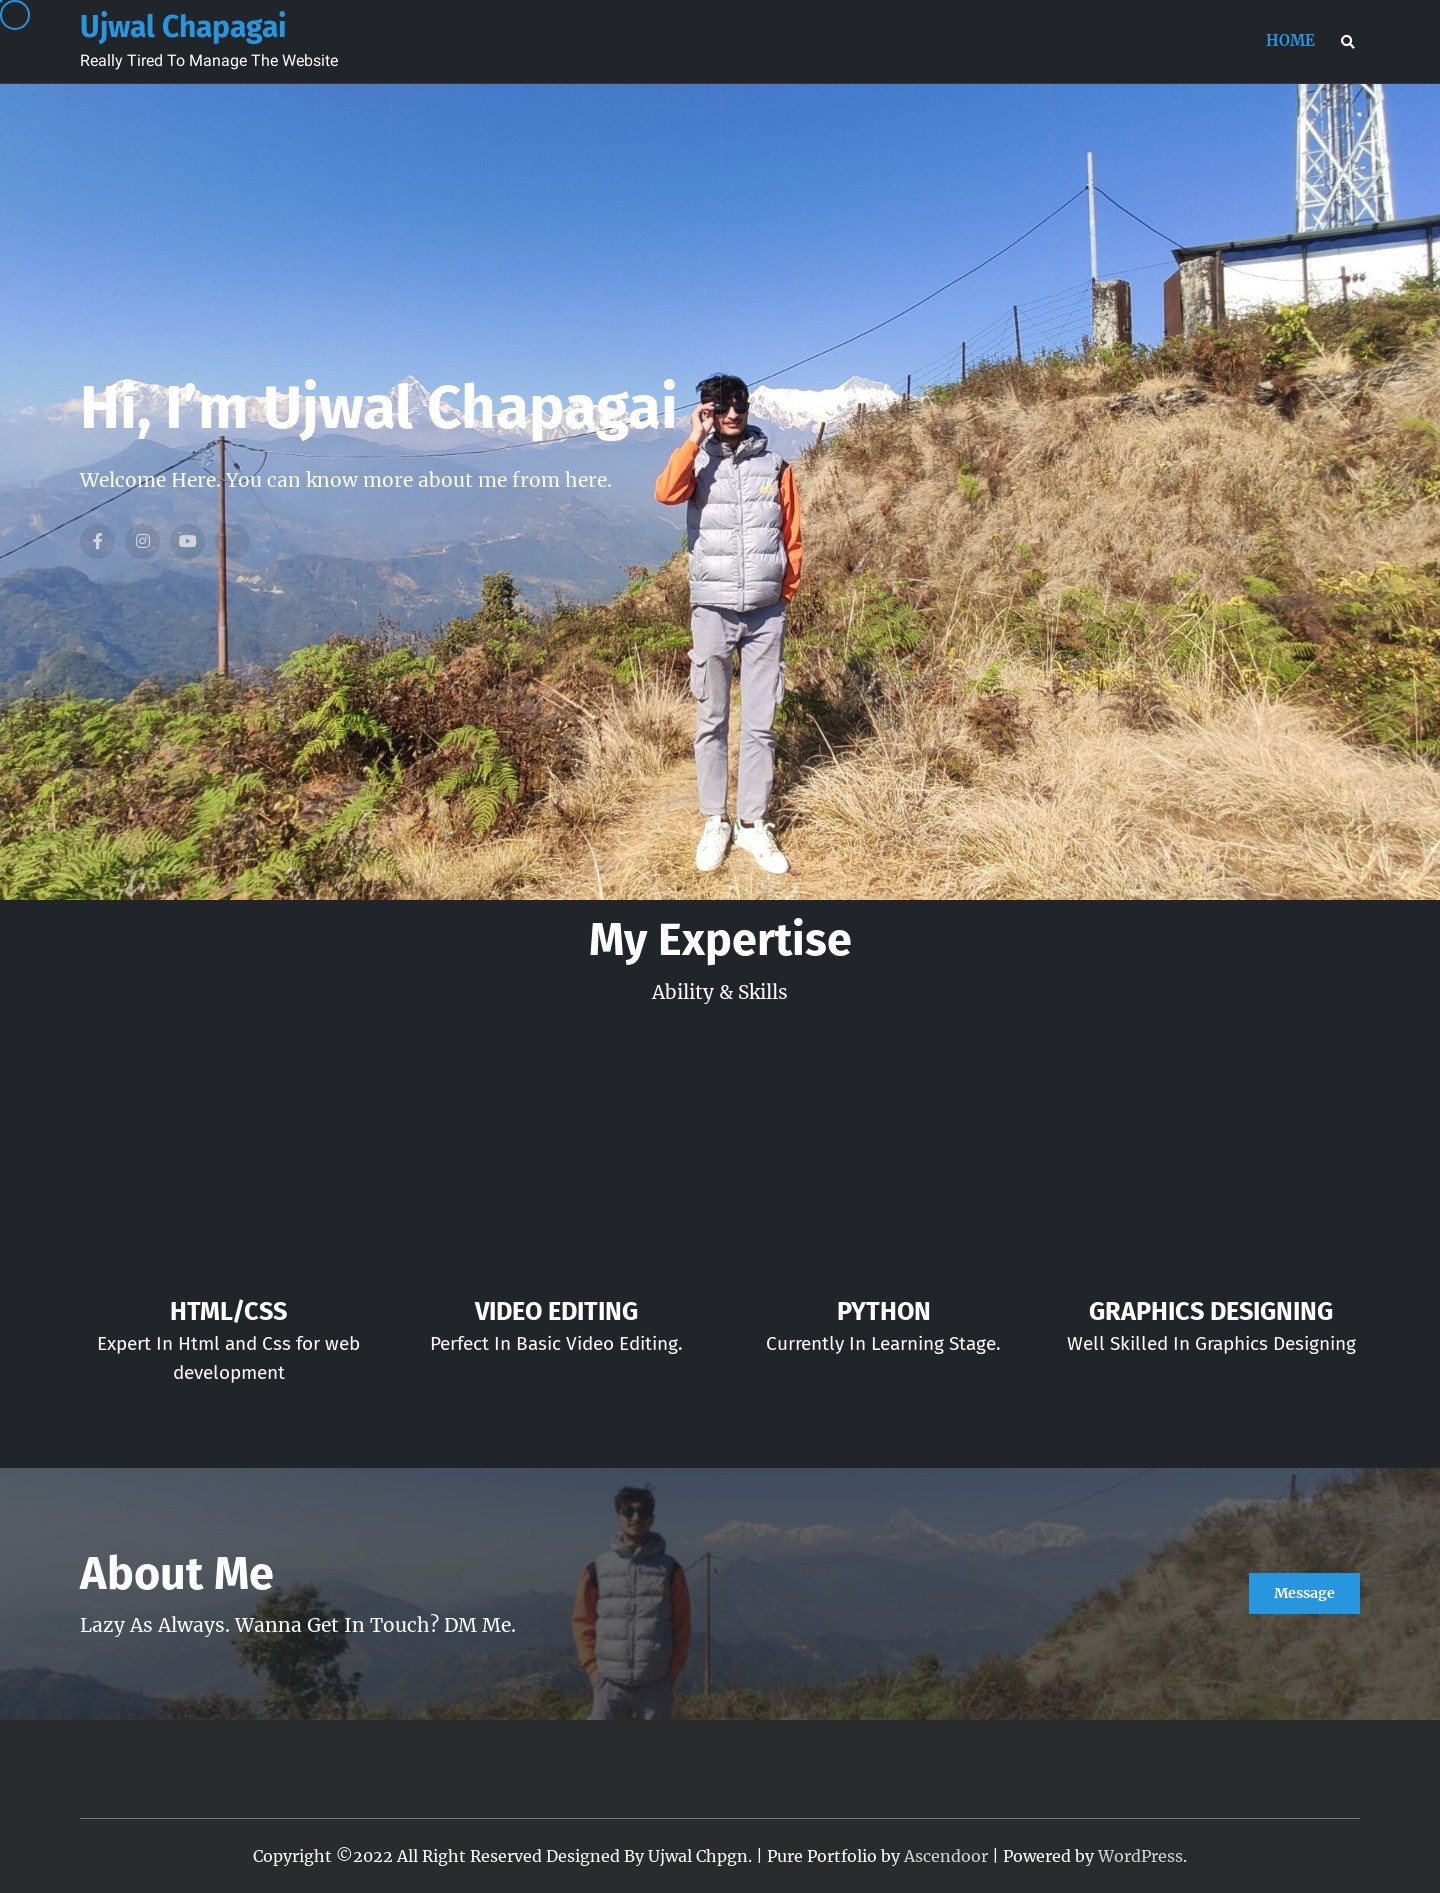 Ujwal Chapagai
Really Tired To Manage The Website
HOME
Hi, I'm Ujwal Chapagai
Welcome Here. You can know more about me from here.
My Expertise
Ability & Skills
HTML/CSS
Expert In Html and Css for web
development
VIDEO EDITING
Perfect In Basic Video Editing.
PYTHON
Currently In Learning Stage.
GRAPHICS DESIGNING
Well Skilled In Graphics Designing
About Me
Lazy As Always. Wanna Get In Touch? DM Me.
Message
Copyright ©2022 All Right Reserved Designed By Ujwal Chpgn. | Pure Portfolio by Ascendoor | Powered by WordPress.